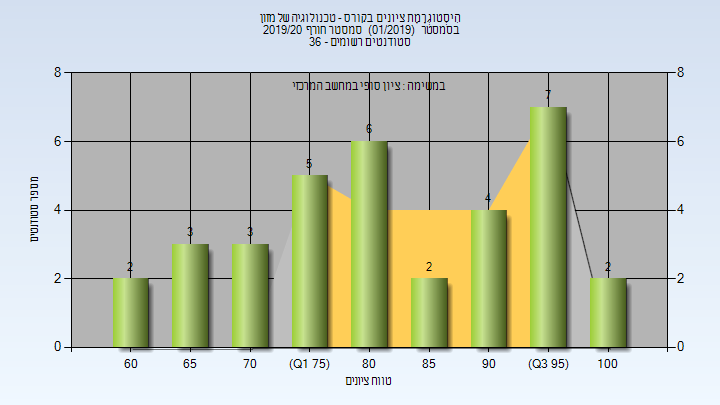 היסטוגרמת ציונים בקורס - טכנולוגיה של מזון
בסמסטר (01/2019) סמסטר חורף 2019/20
סטודנטים רשומים - 36
במשימה : ציון סופי במחשב המרכזי
8 8
7
6 6
6
5
4 4
4
3 3
2 2
2 2 2
0 0
מספר סטודנטים
60 65 70 (Q1 75) 80 85 90 (Q3 95) 100
טווח ציונים